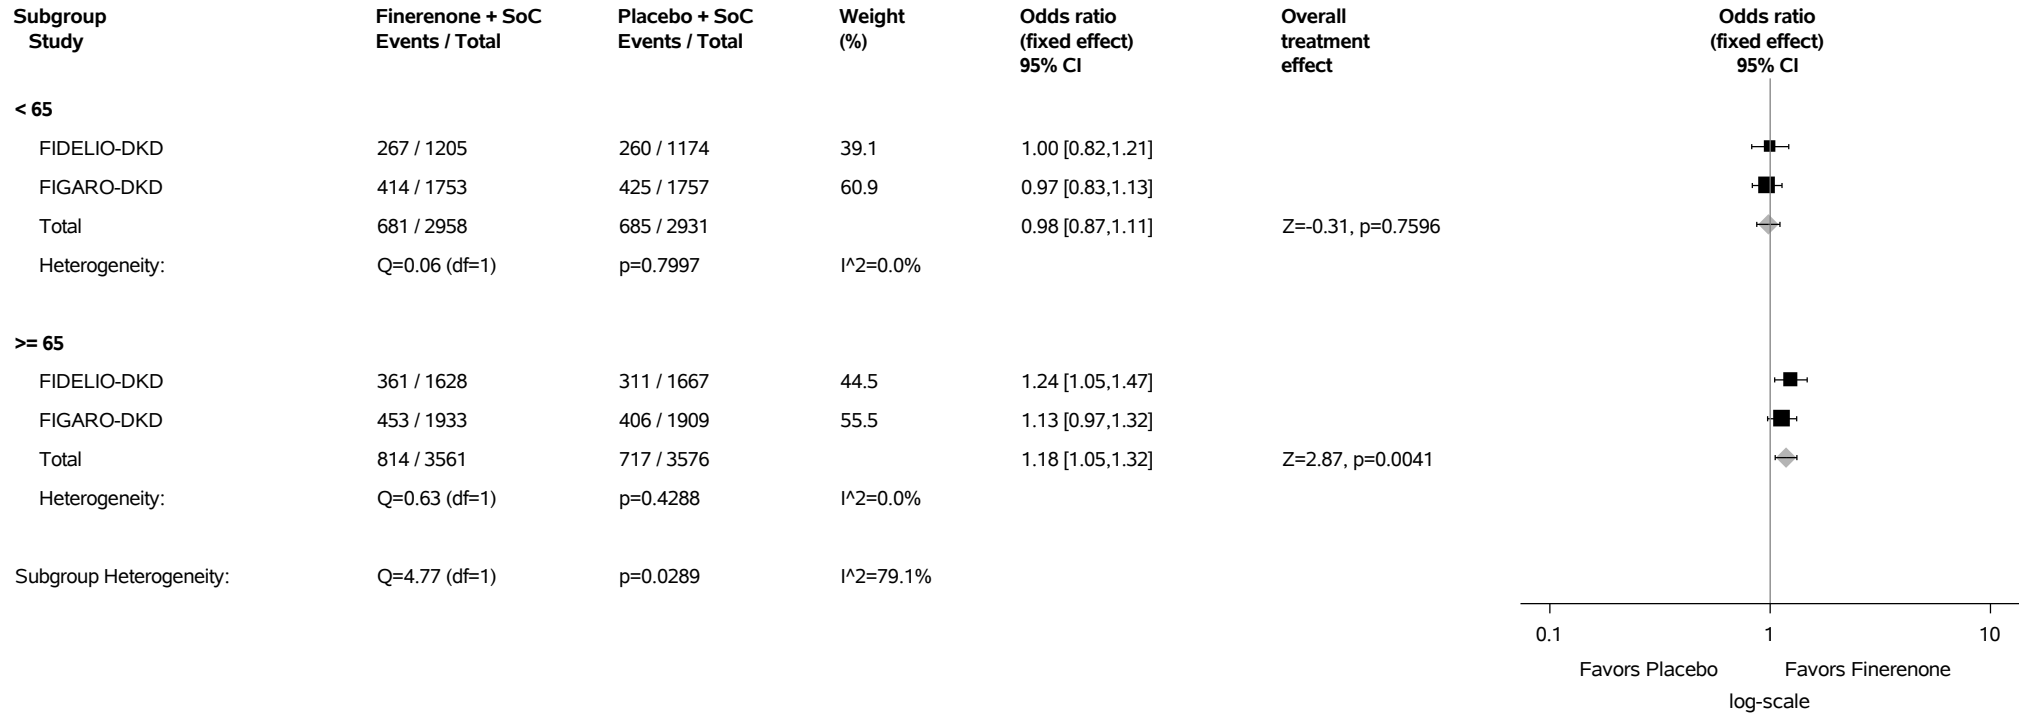 Subgroup Finerenone + SoC Placebo + SoC Weight Odds ratio Overall Odds ratio
Study Events / Total Events / Total (%) (fixed effect) treatment (fixed effect)
95% CI effect 95% CI
< 65
FIDELIO-DKD 267 / 1205 260 / 1174 39.1 1.00 [0.82,1.21]
FIGARO-DKD 414 / 1753 425 / 1757 60.9 0.97 [0.83,1.13]
Total 681 / 2958 685 / 2931 0.98 [0.87,1.11] Z=-0.31, p=0.7596
Heterogeneity: Q=0.06 (df=1) p=0.7997 I^2=0.0%
>= 65
FIDELIO-DKD 361 / 1628 311 / 1667 44.5 1.24 [1.05,1.47]
FIGARO-DKD 453 / 1933 406 / 1909 55.5 1.13 [0.97,1.32]
Total 814 / 3561 717 / 3576 1.18 [1.05,1.32] Z=2.87, p=0.0041
Heterogeneity: Q=0.63 (df=1) p=0.4288 I^2=0.0%
Subgroup Heterogeneity: Q=4.77 (df=1) p=0.0289 I^2=79.1%
0.1 1 10
Favors Placebo Favors Finerenone
log-scale